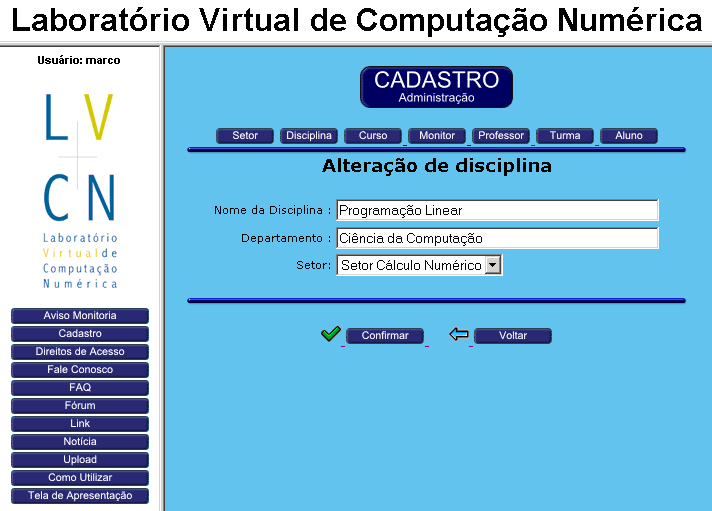 Laboratório Virtual de Computação Numérica
Usuário: marco
L V
C N
Laboratório
Virtual de
Computação
Numérica
Aviso Monitoria
Cadastro
Direitos de Acesso
Fale Conosco
FAQ
Fórum
Link
Notícia
Upload
Como Utilizar
Tela de Apresentação
CADASTRO
Administração
Setor Disciplina Curso Monitor Professor Turma Aluno
Alteração de disciplina
Nome da Disciplina : Programação Linear
Departamento : Ciência da Computação
Setor: Setor Cálculo Numérico
Confirmar Voltar